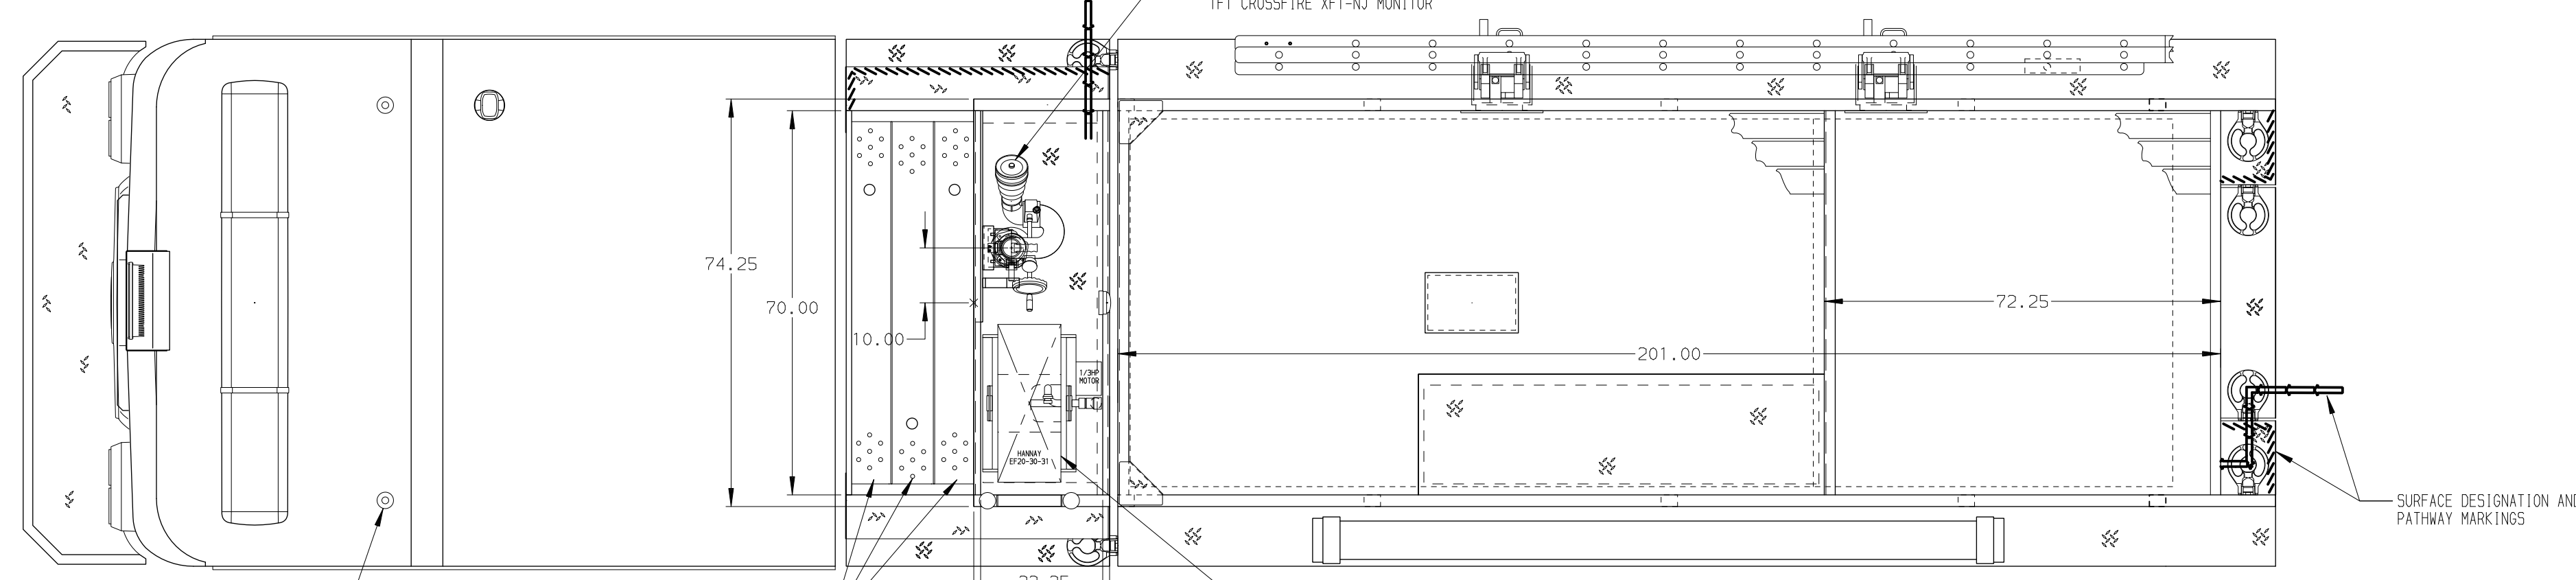 TFT CROSSFIRE XFT-NJ MONITOR
74.25
70.00
10.00
72.25
201.00
1/3HP
MOTOR
HANNAY
EF20-30-31
SURFACE DESIGNATION AND
PATHWAY MARKINGS